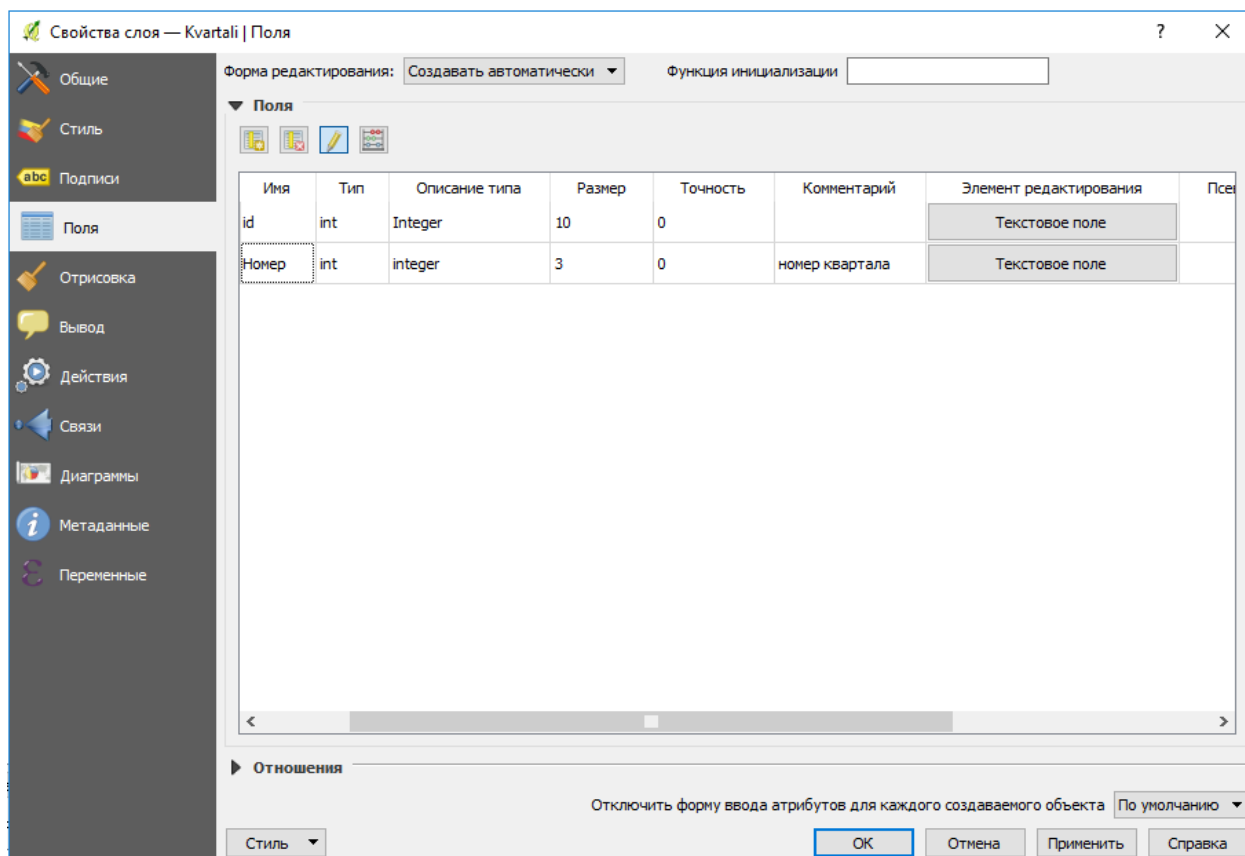 Свойства слоя — Kvartali | Поля
?
Общие
Стиль
abc Подписи
Поля
Отрисовка
Вывод
Действия
Связи
Диаграммы
Метаданные
Переменные
Форма редактирования: Создавать автоматически Функция инициализации
Поля
Имя Тип Описание типа Размер Точность Комментарий Элемент редактирования Псе
id int Integer 10 0 Текстовое поле
Номер int integer 3 0 номер квартала Текстовое поле
Отношения
Отключить форму ввода атрибутов для каждого создаваемого объекта По умолчанию
Стиль OK Отмена Применить Справка